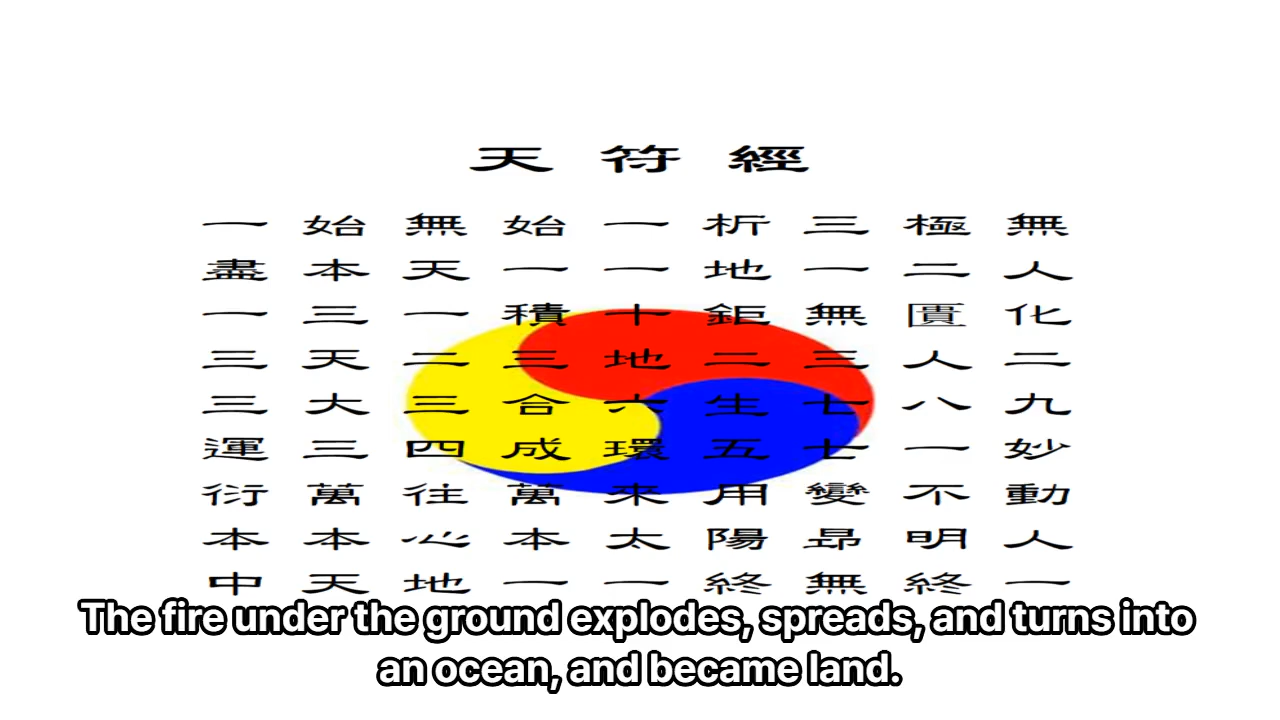 天符經
一始無始一析三極無
盡本天一一地一二人
一三一積十鉅無匱化
三天二三地二三人二
三大三合六生七八九
運三四成環五七一妙
衍萬往萬來用變不動
本本心本太陽昻明人
中天地一一終無終一
The fire under the ground explodes, spreads, and turns into
an ocean, and became land.